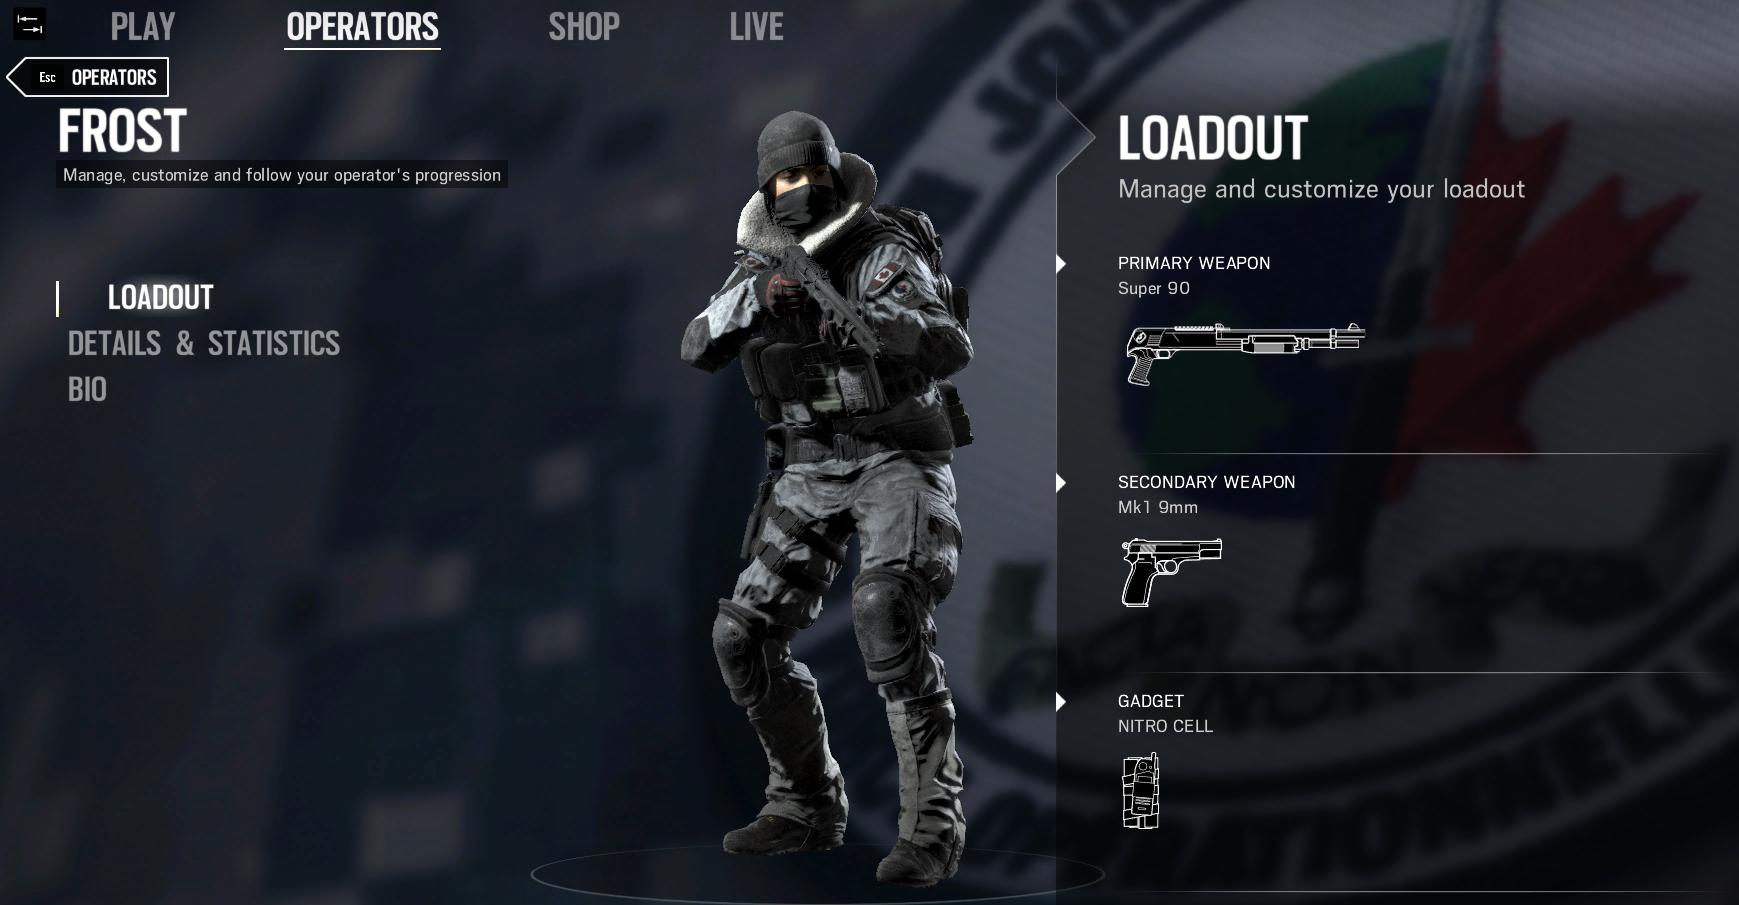 PLAY
OPERATORS
SHOP
LIVE
Esc OPERATORS
FROST
Manage, customize and follow your operator's progression
LOADOUT
DETAILS & STATISTICS
BIO
LOADOUT
Manage and customize your loadout
PRIMARY WEAPON
Super 90
SECONDARY WEAPON
Mk1 9mm
GADGET
NITRO CELL